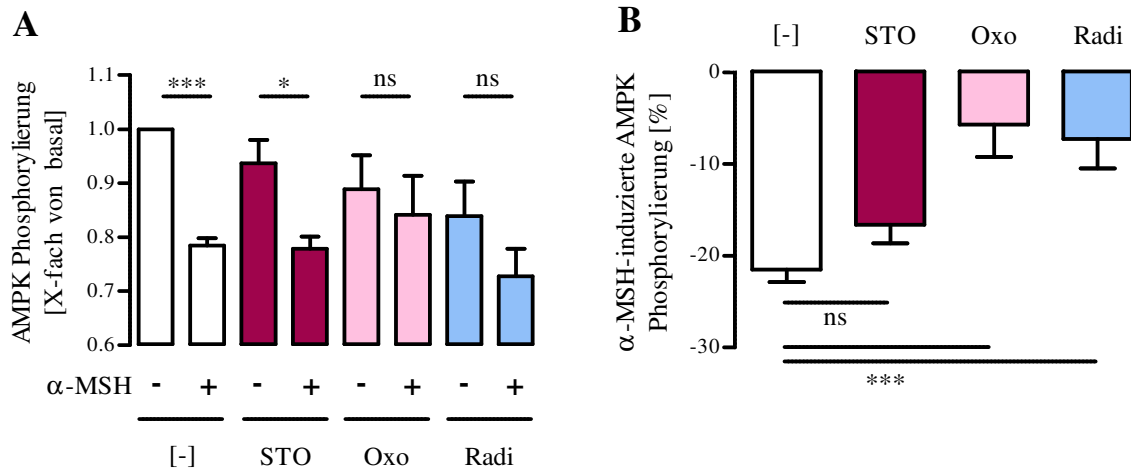 A
AMPK Phosphorylierung
[X-fach von basal]
1.1
1.0
0.9
0.8
0.7
0.6
***
*
ns
ns
α-MSH - + - + - + - +
[-] STO Oxo Radi
B
[-] STO Oxo Radi
α-MSH-induzierte AMPK
Phosphorylierung [%]
0
-10
-20
-30
ns
***